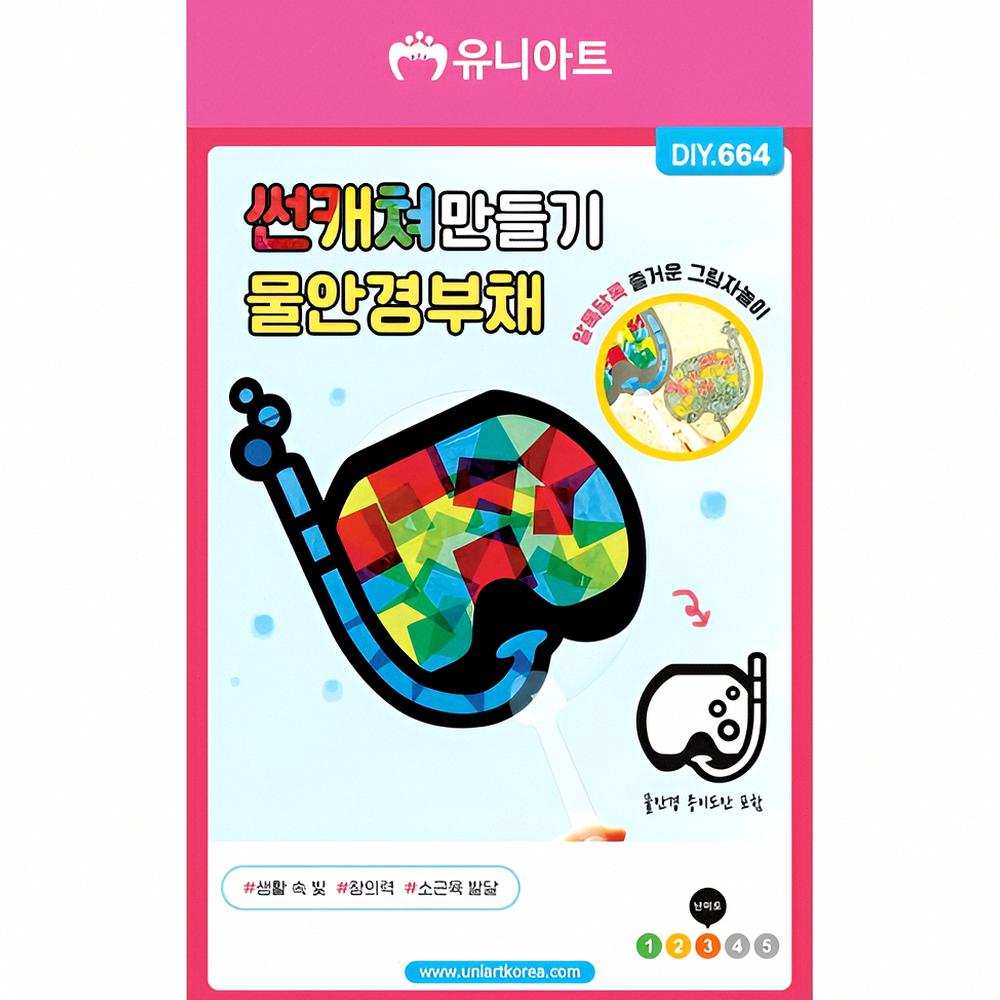 유니아트
DIY.664
썬캐쳐만들기
물안경부채
알록달록 즐거운 그림자놀이
물안경 종이도안 포함
#생활 속 빛 #창의력 #소근육 발달
난이도
1 2 3 4 5
www.uniartkorea.com